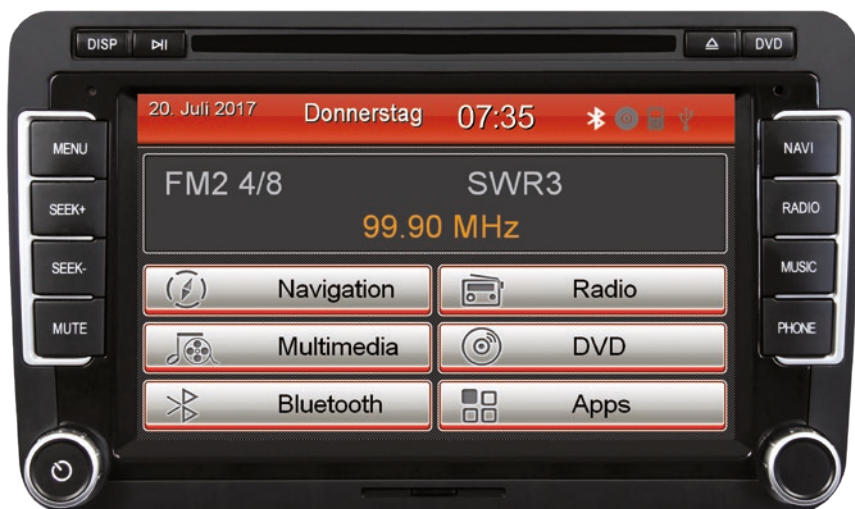 DISP DVD
20. Juli 2017 Donnerstag 07:35
MENU NAVI
FM2 4/8 SWR3
SEEK+ RADIO
99.90 MHz
SEEK- Navigation Radio MUSIC
MUTE Multimedia DVD PHONE
Bluetooth Apps